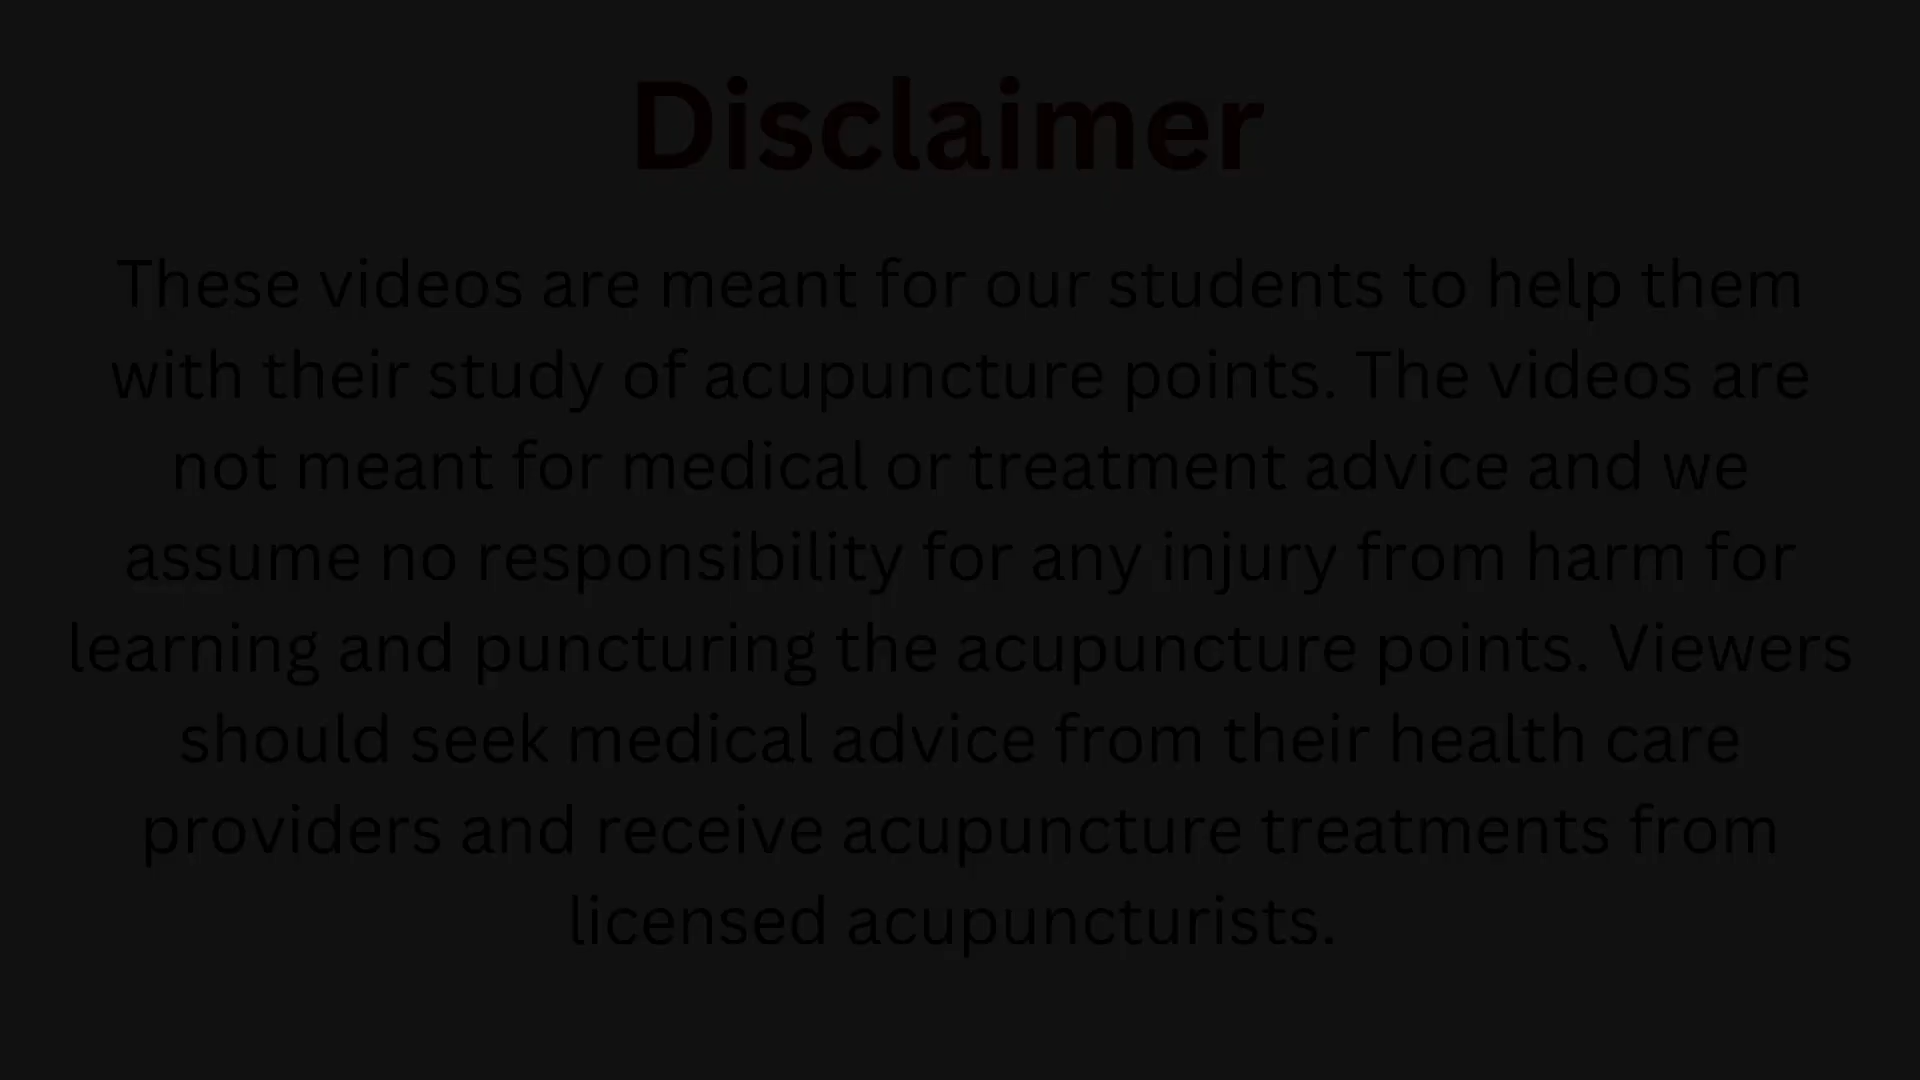 Disclaimer
These videos are meant for our students to help them
with their study of acupuncture points. The videos are
not meant for medical or treatment advice and we
assume no responsibility for any injury from harm for
learning and puncturing the acupuncture points. Viewers
should seek medical advice from their health care
providers and receive acupuncture treatments from
licensed acupuncturists.